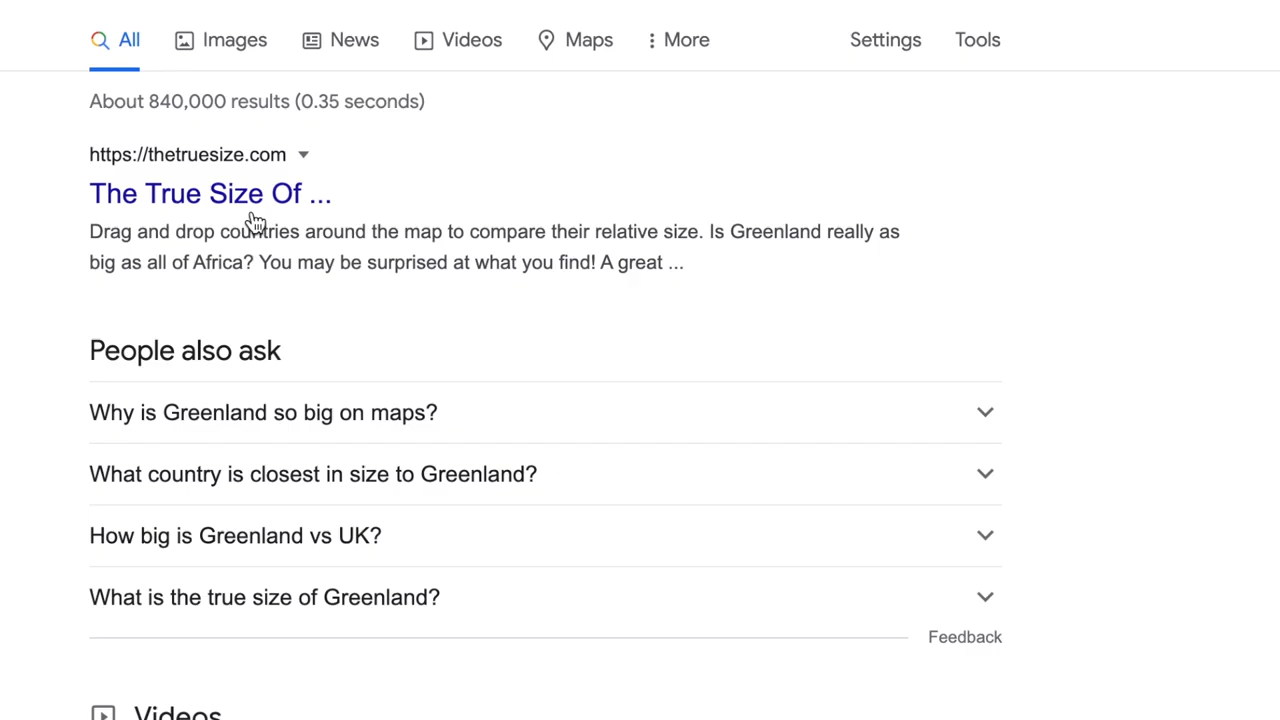 All Images News Videos Maps More Settings Tools
About 840,000 results (0.35 seconds)
https://thetruesize.com
The True Size Of ...
Drag and drop countries around the map to compare their relative size. Is Greenland really as
big as all of Africa? You may be surprised at what you find! A great ...
People also ask
Why is Greenland so big on maps?
What country is closest in size to Greenland?
How big is Greenland vs UK?
What is the true size of Greenland?
Feedback
Videos